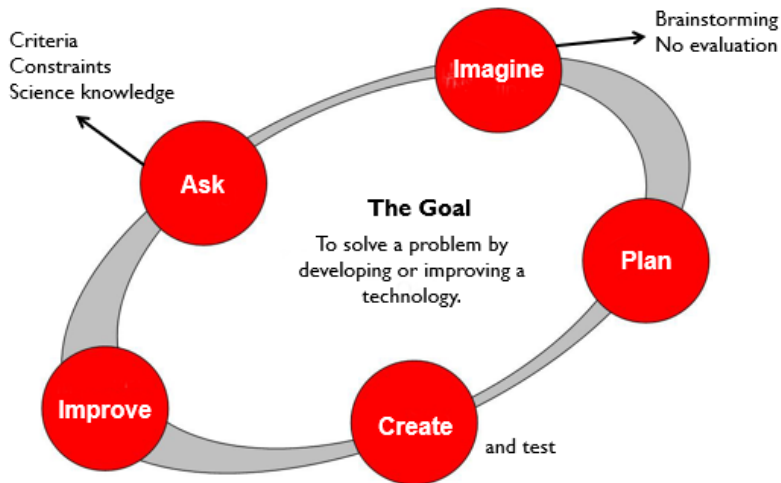 Brainstorming
No evaluation
Criteria
Constraints
Science knowledge
Imagine
Ask
The Goal
To solve a problem by
developing or improving a
technology.
Plan
Improve
Create
and test